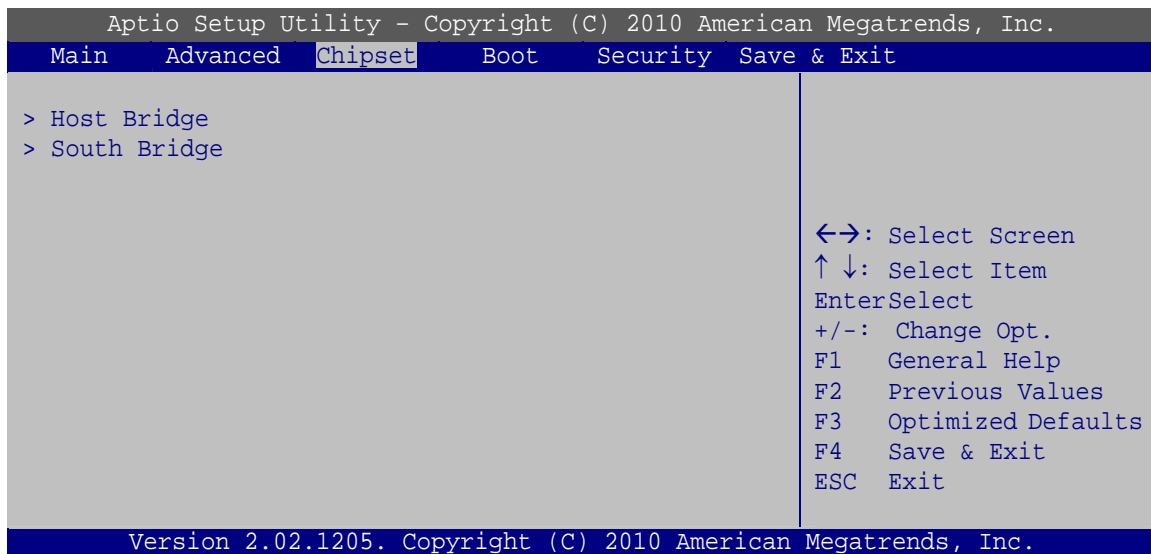 Aptio Setup Utility – Copyright (C) 2010 American Megatrends, Inc.
Main Advanced Chipset Boot Security Save & Exit
> Host Bridge
> South Bridge
←→: Select Screen
↑ ↓: Select Item
EnterSelect
+/-: Change Opt.
F1 General Help
F2 Previous Values
F3 Optimized Defaults
F4 Save & Exit
ESC Exit
Version 2.02.1205. Copyright (C) 2010 American Megatrends, Inc.